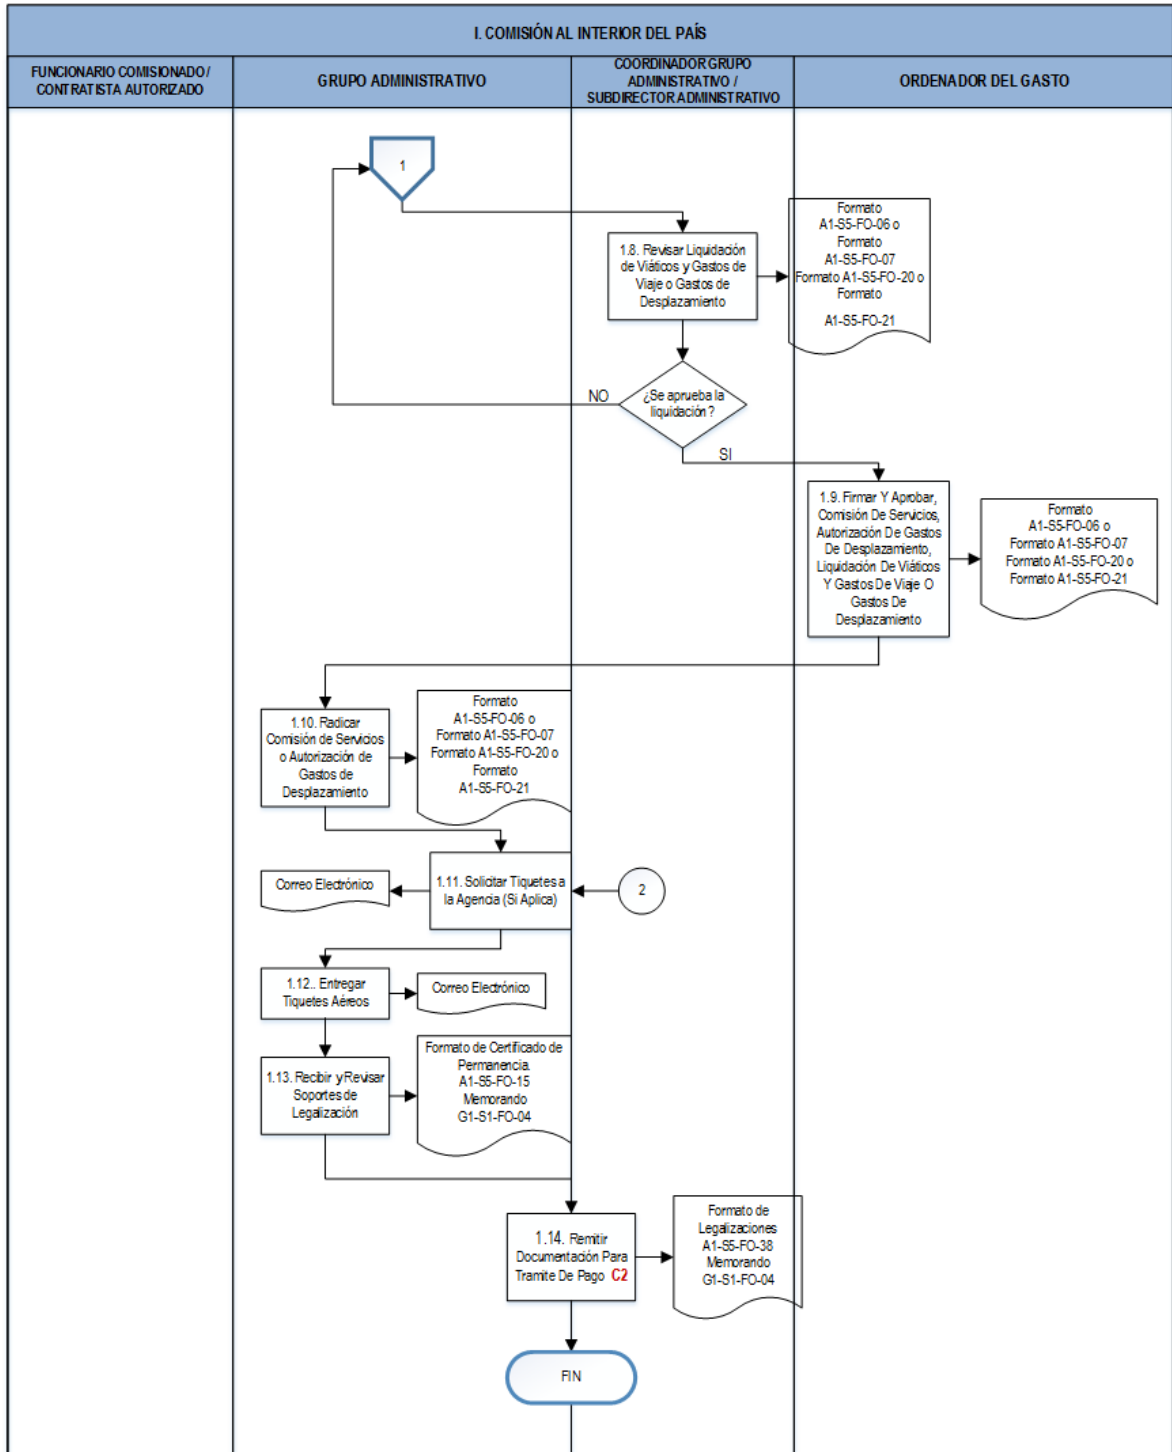 I. COMISIÓN AL INTERIOR DEL PAÍS
FUNCIONARIO COMISIONADO /
CONTRATISTA AUTORIZADO
GRUPO ADMINISTRATIVO
COORDINADOR GRUPO
ADMINISTRATIVO /
SUBDIRECTOR ADMINISTRATIVO
ORDENADOR DEL GASTO
1
1.8. Revisar Liquidación
de Viáticos y Gastos de
Viaje o Gastos de
Desplazamiento
Formato
A1-S5-FO-06 o
Formato
A1-S5-FO-07
Formato A1-S5-FO-20 o
Formato
A1-S5-FO-21
¿Se aprueba la
liquidación?
NO
SI
1.9. Firmar Y Aprobar,
Comisión De Servicios,
Autorización De Gastos
De Desplazamiento,
Liquidación De Viáticos
Y Gastos De Viaje O
Gastos De
Desplazamiento
Formato
A1-S5-FO-06 o
Formato A1-S5-FO-07
Formato A1-S5-FO-20 o
Formato A1-S5-FO-21
1.10. Radicar
Comisión de Servicios
o Autorización de
Gastos de
Desplazamiento
Formato
A1-S5-FO-06 o
Formato A1-S5-FO-07
Formato A1-S5-FO-20 o
Formato
A1-S5-FO-21
Correo Electrónico
1.11. Solicitar Tiquetes a
la Agencia (Si Aplica)
2
1.12.. Entregar
Tiquetes Aéreos
Correo Electrónico
1.13. Recibir y Revisar
Soportes de
Legalización
Formato de Certificado de
Permanencia.
A1-S5-FO-15
Memorando
G1-S1-FO-04
1.14. Remitir
Documentación Para
Tramite De Pago C2
Formato de
Legalizaciones
A1-S5-FO-38
Memorando
G1-S1-FO-04
FIN